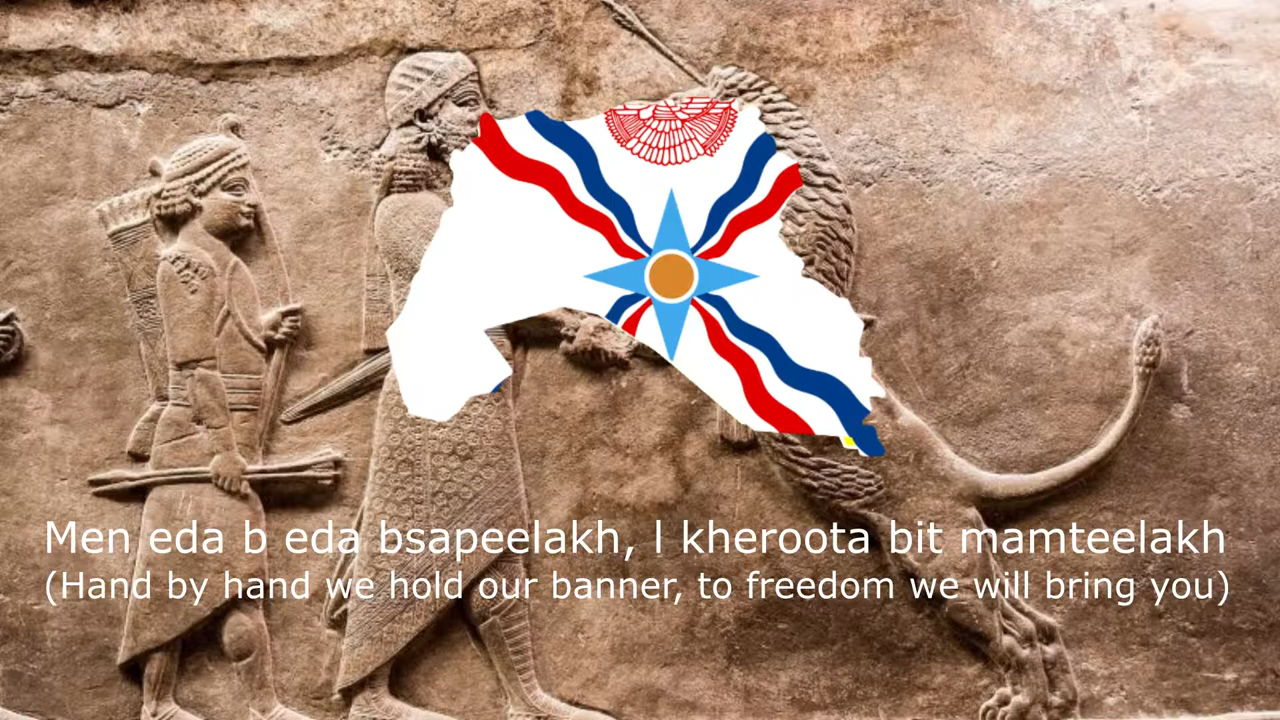 Men eda b eda bsapeelakh, l kheroota bit mamteelakh
(Hand by hand we hold our banner, to freedom we will bring you)